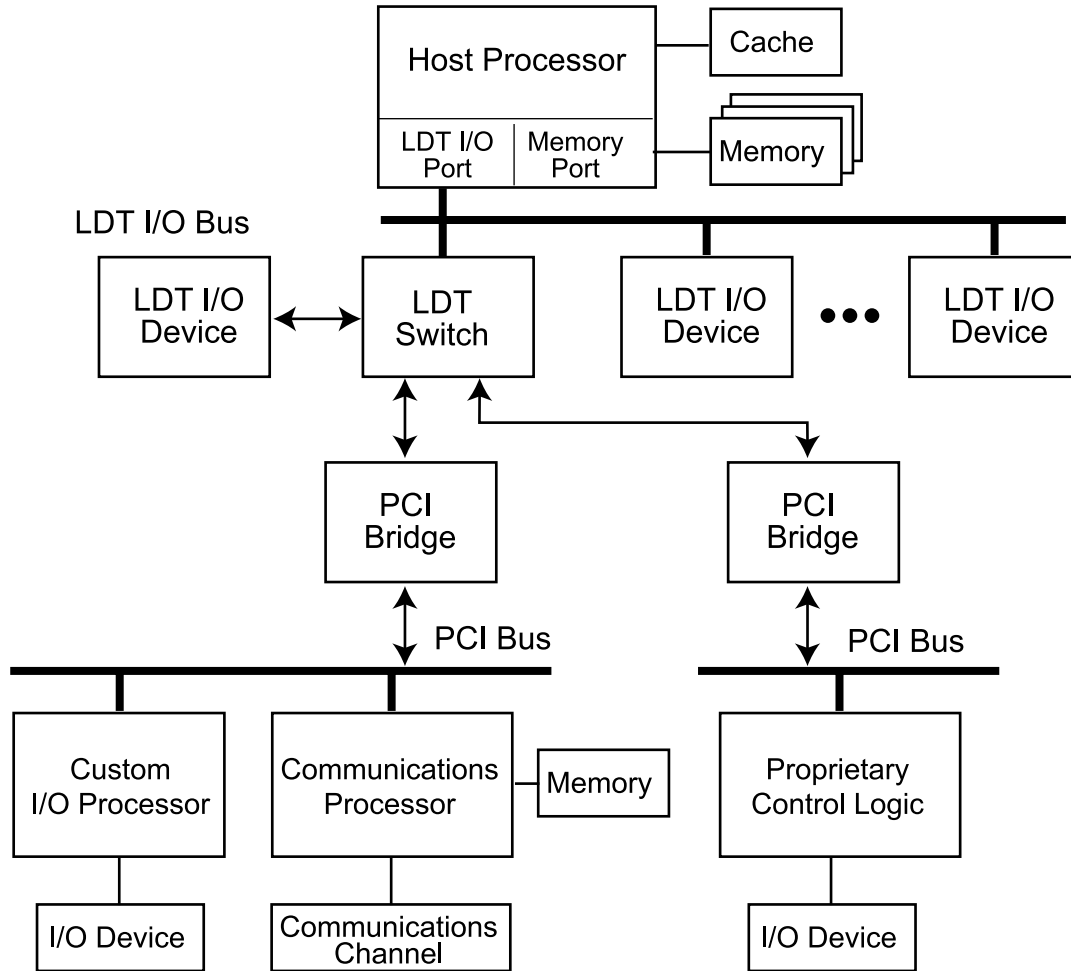 Host Processor
Cache
LDT I/O
Port
Memory
Port
Memory
LDT I/O Bus
LDT I/O
Device
LDT
Switch
LDT I/O
Device
LDT I/O
Device
PCI
Bridge
PCI
Bridge
PCI Bus
PCI Bus
Custom
I/O Processor
Communications
Processor
Memory
Proprietary
Control Logic
I/O Device
Communications
Channel
I/O Device